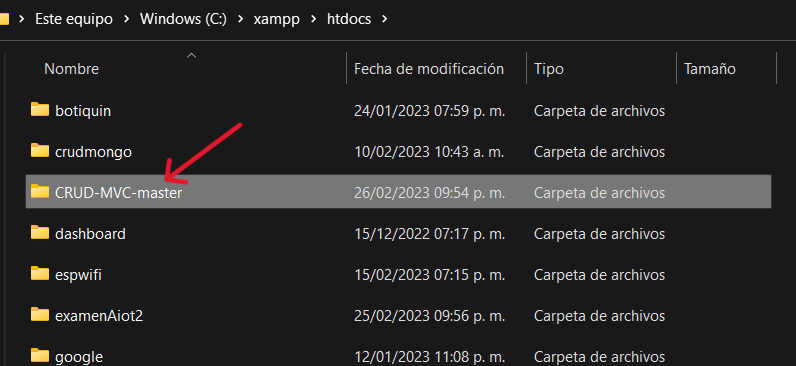 Este equipo > Windows (C:) > xampp > htdocs >
Nombre Fecha de modificación Tipo Tamaño
botiquin 24/01/2023 07:59 p. m. Carpeta de archivos
crudmongo 10/02/2023 10:43 a. m. Carpeta de archivos
CRUD-MVC-master 26/02/2023 09:54 p. m. Carpeta de archivos
dashboard 15/12/2022 07:17 p. m. Carpeta de archivos
espwifi 15/02/2023 07:15 p. m. Carpeta de archivos
examenAiot2 25/02/2023 09:56 p. m. Carpeta de archivos
google 12/01/2023 11:08 p. m. Carpeta de archivos